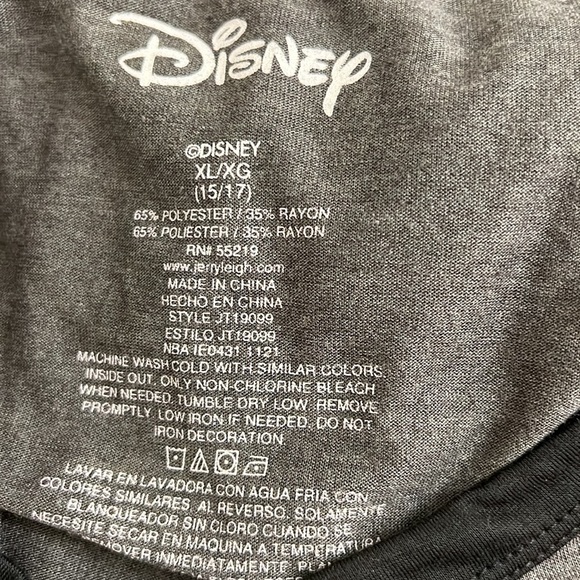 Disney
©DISNEY
XL/XG
(15/17)
65% POLYESTER / 35% RAYON
65% POLIESTER / 35% RAYON
RN# 55219
www.jerryleigh.com
MADE IN CHINA
HECHO EN CHINA
STYLE JT19099
ESTILO JT19099
NBA IE0431 1121
MACHINE WASH COLD WITH SIMILAR COLORS
INSIDE OUT. ONLY NON-CHLORINE BLEACH
WHEN NEEDED. TUMBLE DRY LOW. REMOVE
PROMPTLY. LOW IRON IF NEEDED. DO NOT
IRON DECORATION.
LAVAR EN LAVADORA CON AGUA FRIA CON
COLORES SIMILARES AL REVERSO. SOLAMENTE
BLANQUEADOR SIN CLORO CUANDO SE
NECESITE SECAR EN MAQUINA A TEMPERATURA
REMOVER INMEDIATAMENTE.